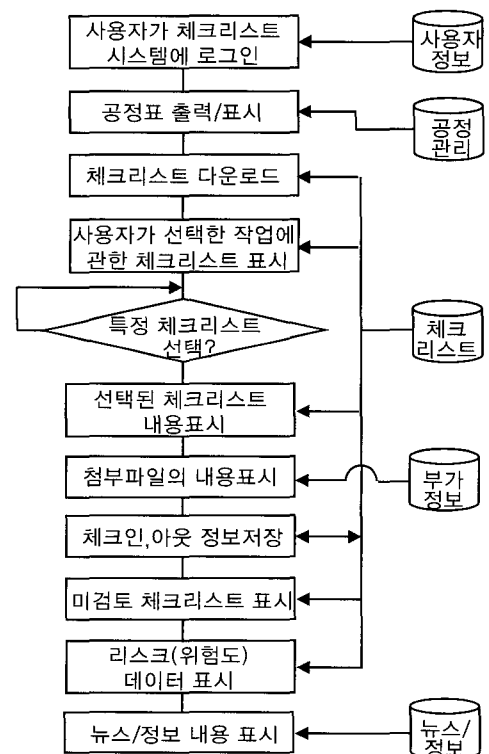 사용자가 체크리스트
시스템에 로그인
사용자
정보
공정표 출력/표시
공정
관리
체크리스트 다운로드
사용자가 선택한 작업에
관한 체크리스트 표시
특정 체크리스트
선택?
체크
리스트
선택된 체크리스트
내용표시
첨부파일의 내용표시
부가
정보
체크인,아웃 정보저장
미검토 체크리스트 표시
리스크(위험도)
데이터 표시
뉴스/정보 내용 표시
뉴스/
정보